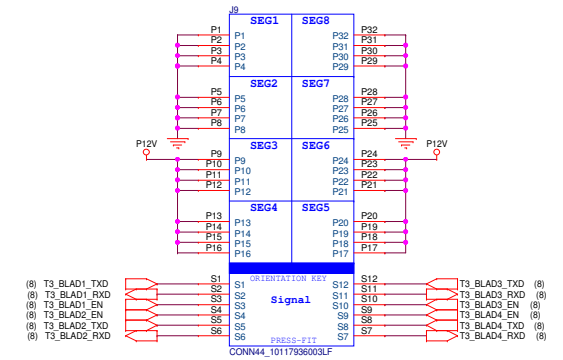 J9
SEG1 SEG8
P1 P1 P32 P32
P2 P2 P31 P31
P3 P3 P30 P30
P4 P4 P29 P29
SEG2 SEG7
P5 P5 P28 P28
P6 P6 P27 P27
P7 P7 P26 P26
P8 P8 P25 P25
P12V SEG3 SEG6 P12V
P9 P9 P24 P24
P10 P10 P23 P23
P11 P11 P22 P22
P12 P12 P21 P21
SEG4 SEG5
P13 P13 P20 P20
P14 P14 P19 P19
P15 P15 P18 P18
P16 P16 P17 P17
ORIENTATION KEY
(8) T3_BLAD1_TXD S1 S1 S12 S12 T3_BLAD3_TXD (8)
(8) T3_BLAD1_RXD S2 S2 S11 S11 T3_BLAD3_RXD (8)
(8) T3_BLAD1_EN S3 S3 Signal S10 S10 T3_BLAD3_EN (8)
(8) T3_BLAD2_EN S4 S4 S9 S9 T3_BLAD4_EN (8)
(8) T3_BLAD2_TXD S5 S5 S8 S8 T3_BLAD4_TXD (8)
(8) T3_BLAD2_RXD S6 S6 S7 S7 T3_BLAD4_RXD (8)
PRESS-FIT
CONN44_10117936003LF